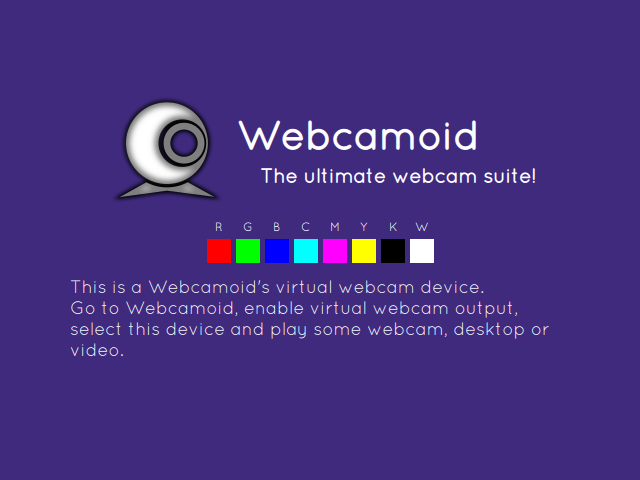 Webcamoid
The ultimate webcam suite!
R G B C M Y K W
This is a Webcamoid's virtual webcam device.
Go to Webcamoid, enable virtual webcam output,
select this device and play some webcam, desktop or
video.